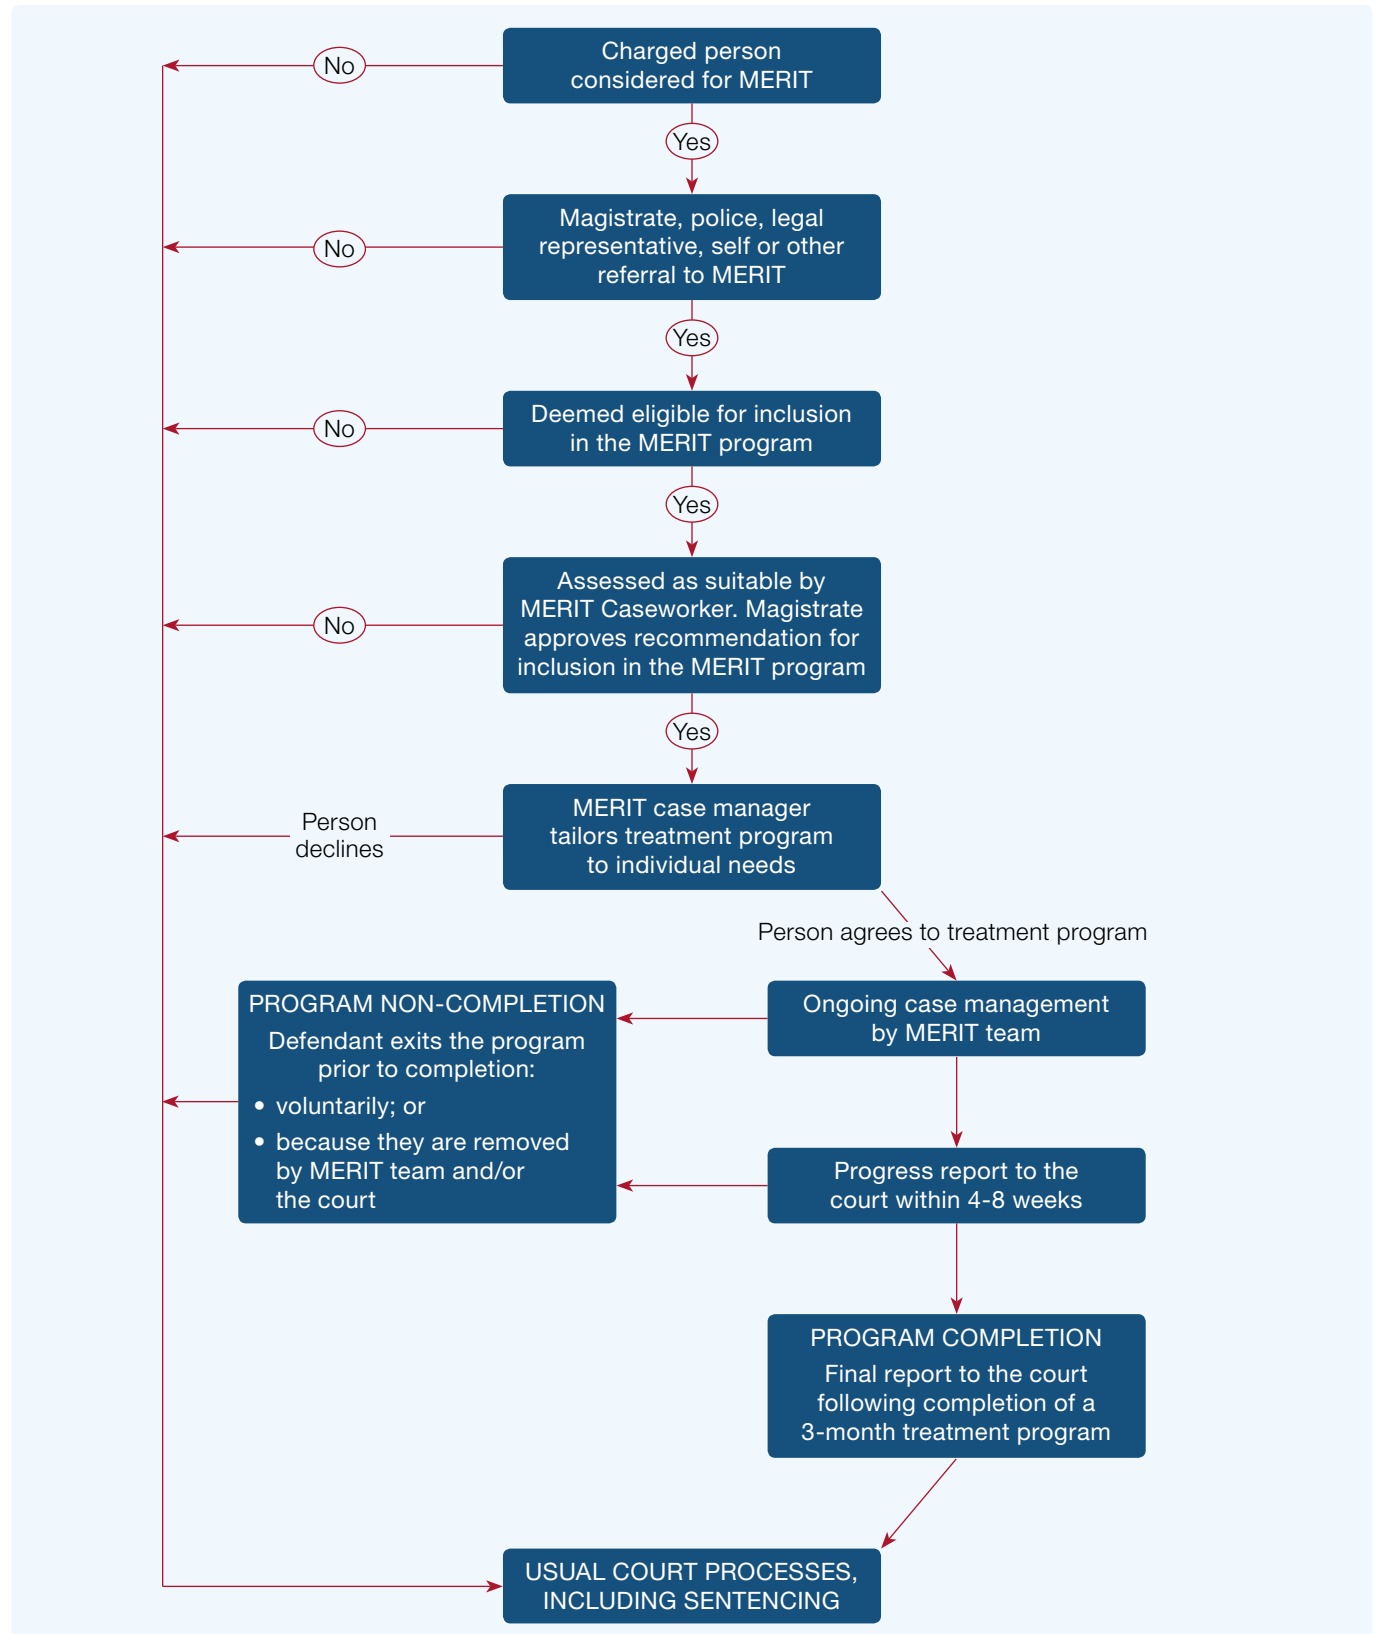 Charged person
considered for MERIT
No
Yes
Magistrate, police, legal
representative, self or other
referral to MERIT
No
Yes
Deemed eligible for inclusion
in the MERIT program
No
Yes
Assessed as suitable by
MERIT Caseworker. Magistrate
approves recommendation for
inclusion in the MERIT program
No
Yes
MERIT case manager
tailors treatment program
to individual needs
Person
declines
Person agrees to treatment program
Ongoing case management
by MERIT team
PROGRAM NON-COMPLETION
Defendant exits the program
prior to completion:
• voluntarily; or
• because they are removed
by MERIT team and/or
the court
Progress report to the
court within 4-8 weeks
PROGRAM COMPLETION
Final report to the court
following completion of a
3-month treatment program
USUAL COURT PROCESSES,
INCLUDING SENTENCING